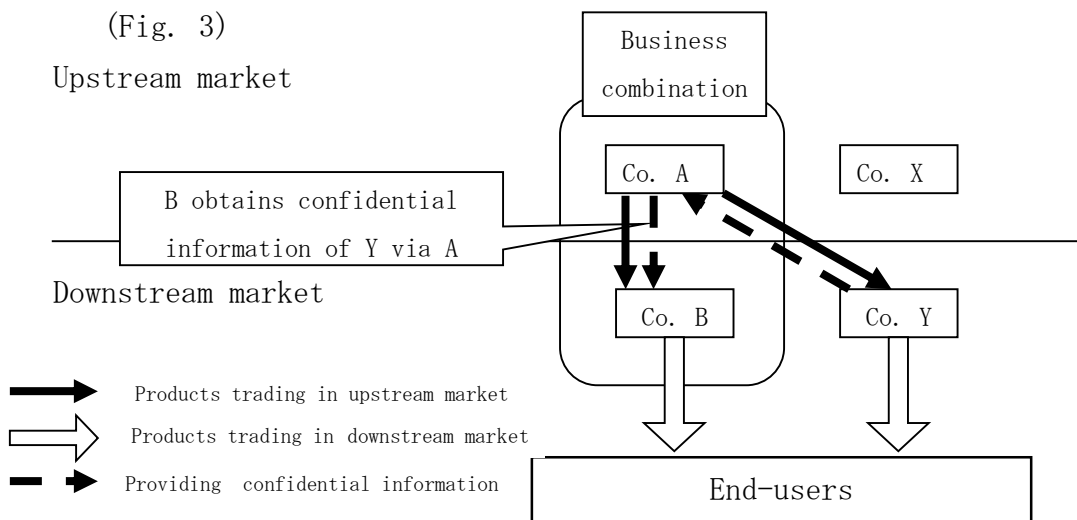 (Fig. 3)
Upstream market
Business
combination
Co. A
Co. X
B obtains confidential
information of Y via A
Downstream market
Co. B
Co. Y
Products trading in upstream market
Products trading in downstream market
Providing confidential information
End-users